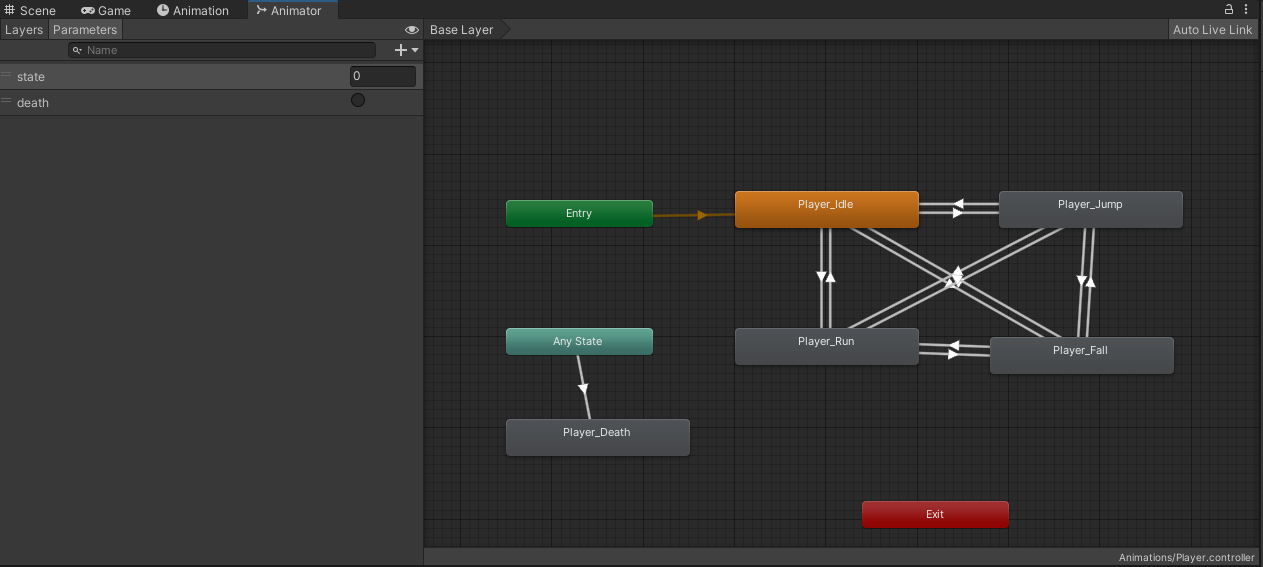 Scene Game Animation Animator
Layers Parameters Base Layer Auto Live Link
Name
state 0
death
Player_Idle Player_Jump
Entry
Any State Player_Run Player_Fall
Player_Death
Exit
Animations/Player.controller